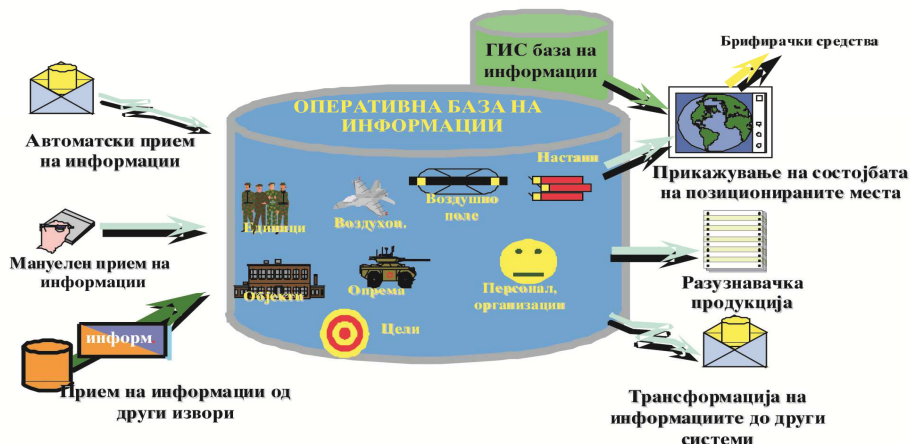 ГИС база на
информации
Брифирачки средства
ОПЕРАТИВНА БАЗА НА
ИНФОРМАЦИИ
Автоматски прием
на информации
Настани
Прикажување на состојбата
на позиционираните места
Единици
Воздухоп.
Воздушно
поле
Мануелен прием на
информации
Објекти
Опрема
Персонал,
организации
Разузнавачка
продукција
информ
Цели
Прием на информации од
други извори
Трансформација на
информациите до други
системи